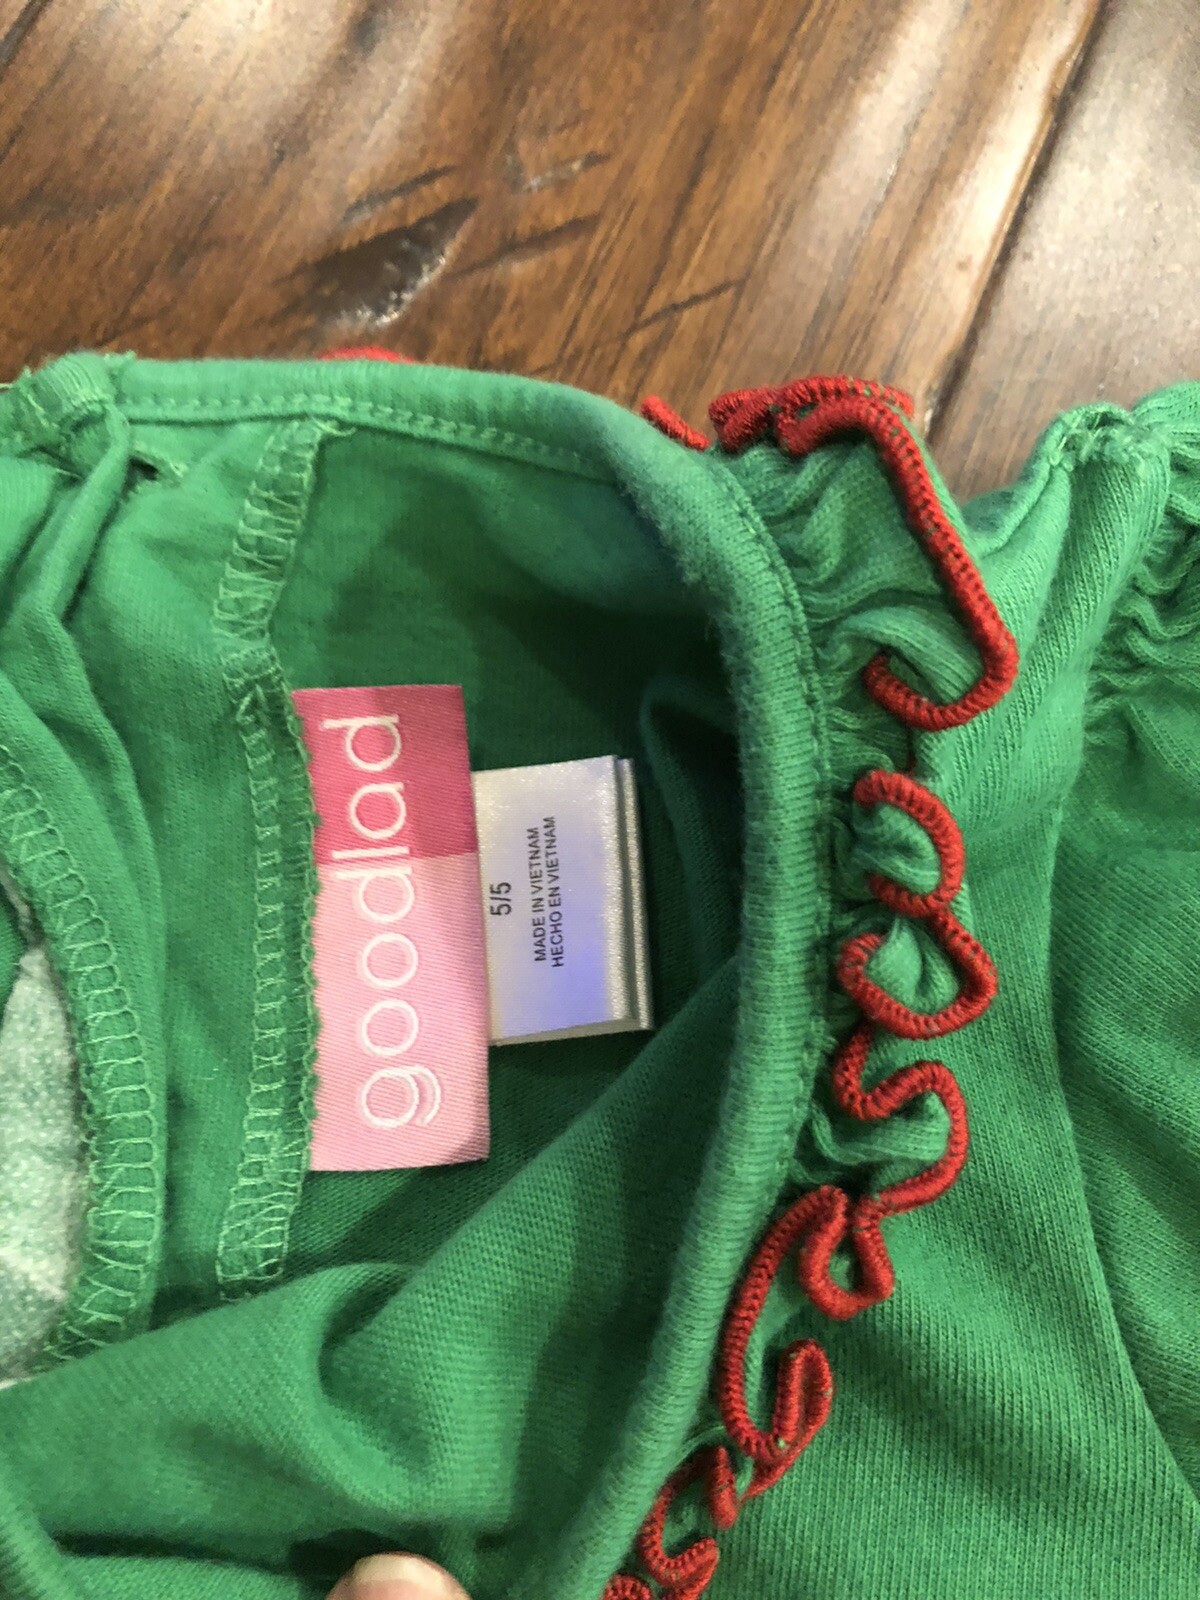 goodlad
5/5
MADE IN VIETNAM
HECHO EN VIETNAM